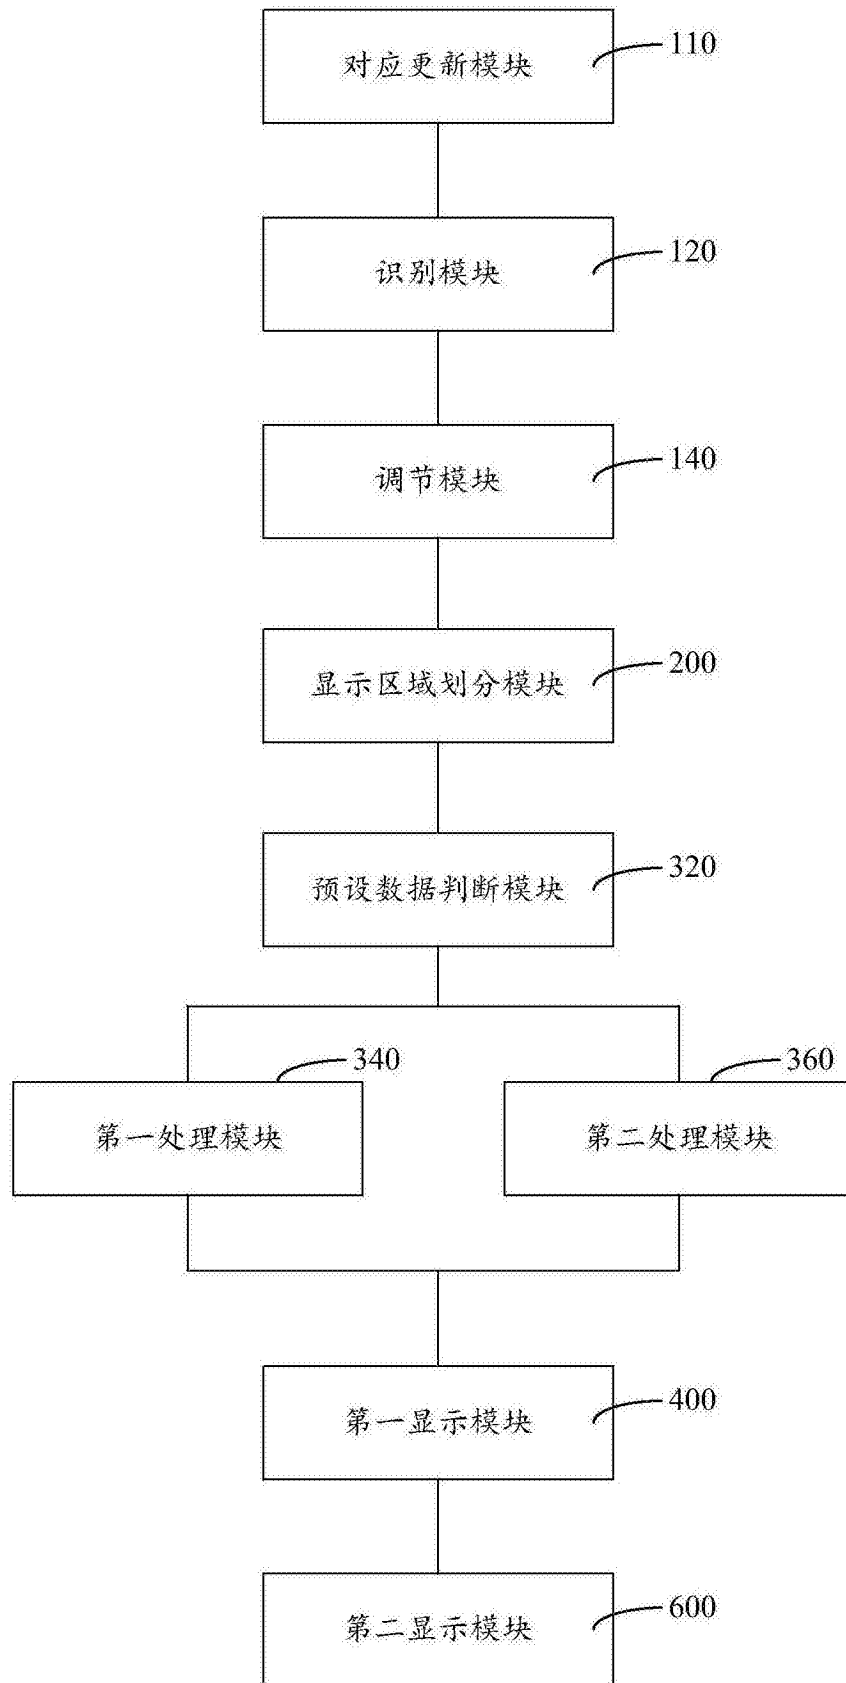 对应更新模块 110
识别模块 120
调节模块 140
显示区域划分模块 200
预设数据判断模块 320
340
360
第一处理模块
第二处理模块
第一显示模块 400
第二显示模块 600